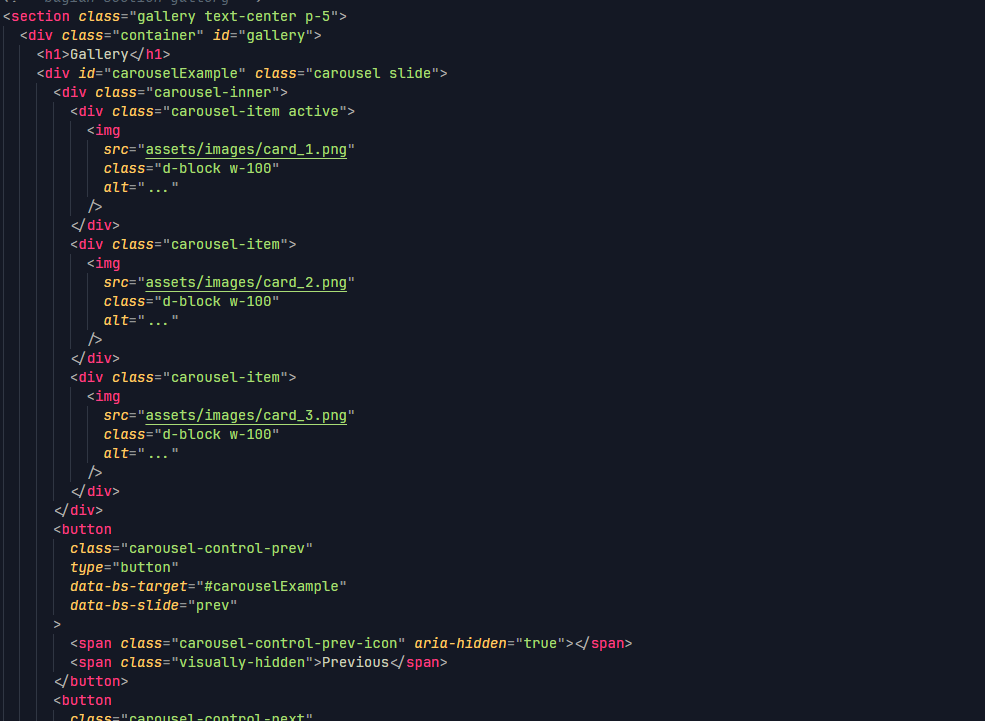 <section class="gallery text-center p-5">
<div class="container" id="gallery">
<h1>Gallery</h1>
<div id="carouselExample" class="carousel slide">
<div class="carousel-inner">
<div class="carousel-item active">
<img
src="assets/images/card_1.png"
class="d-block w-100"
alt="..."
/>
</div>
<div class="carousel-item">
<img
src="assets/images/card_2.png"
class="d-block w-100"
alt="..."
/>
</div>
<div class="carousel-item">
<img
src="assets/images/card_3.png"
class="d-block w-100"
alt="..."
/>
</div>
</div>
<button
class="carousel-control-prev"
type="button"
data-bs-target="#carouselExample"
data-bs-slide="prev"
>
<span class="carousel-control-prev-icon" aria-hidden="true"></span>
<span class="visually-hidden">Previous</span>
</button>
<button
class="carousel-control-next"